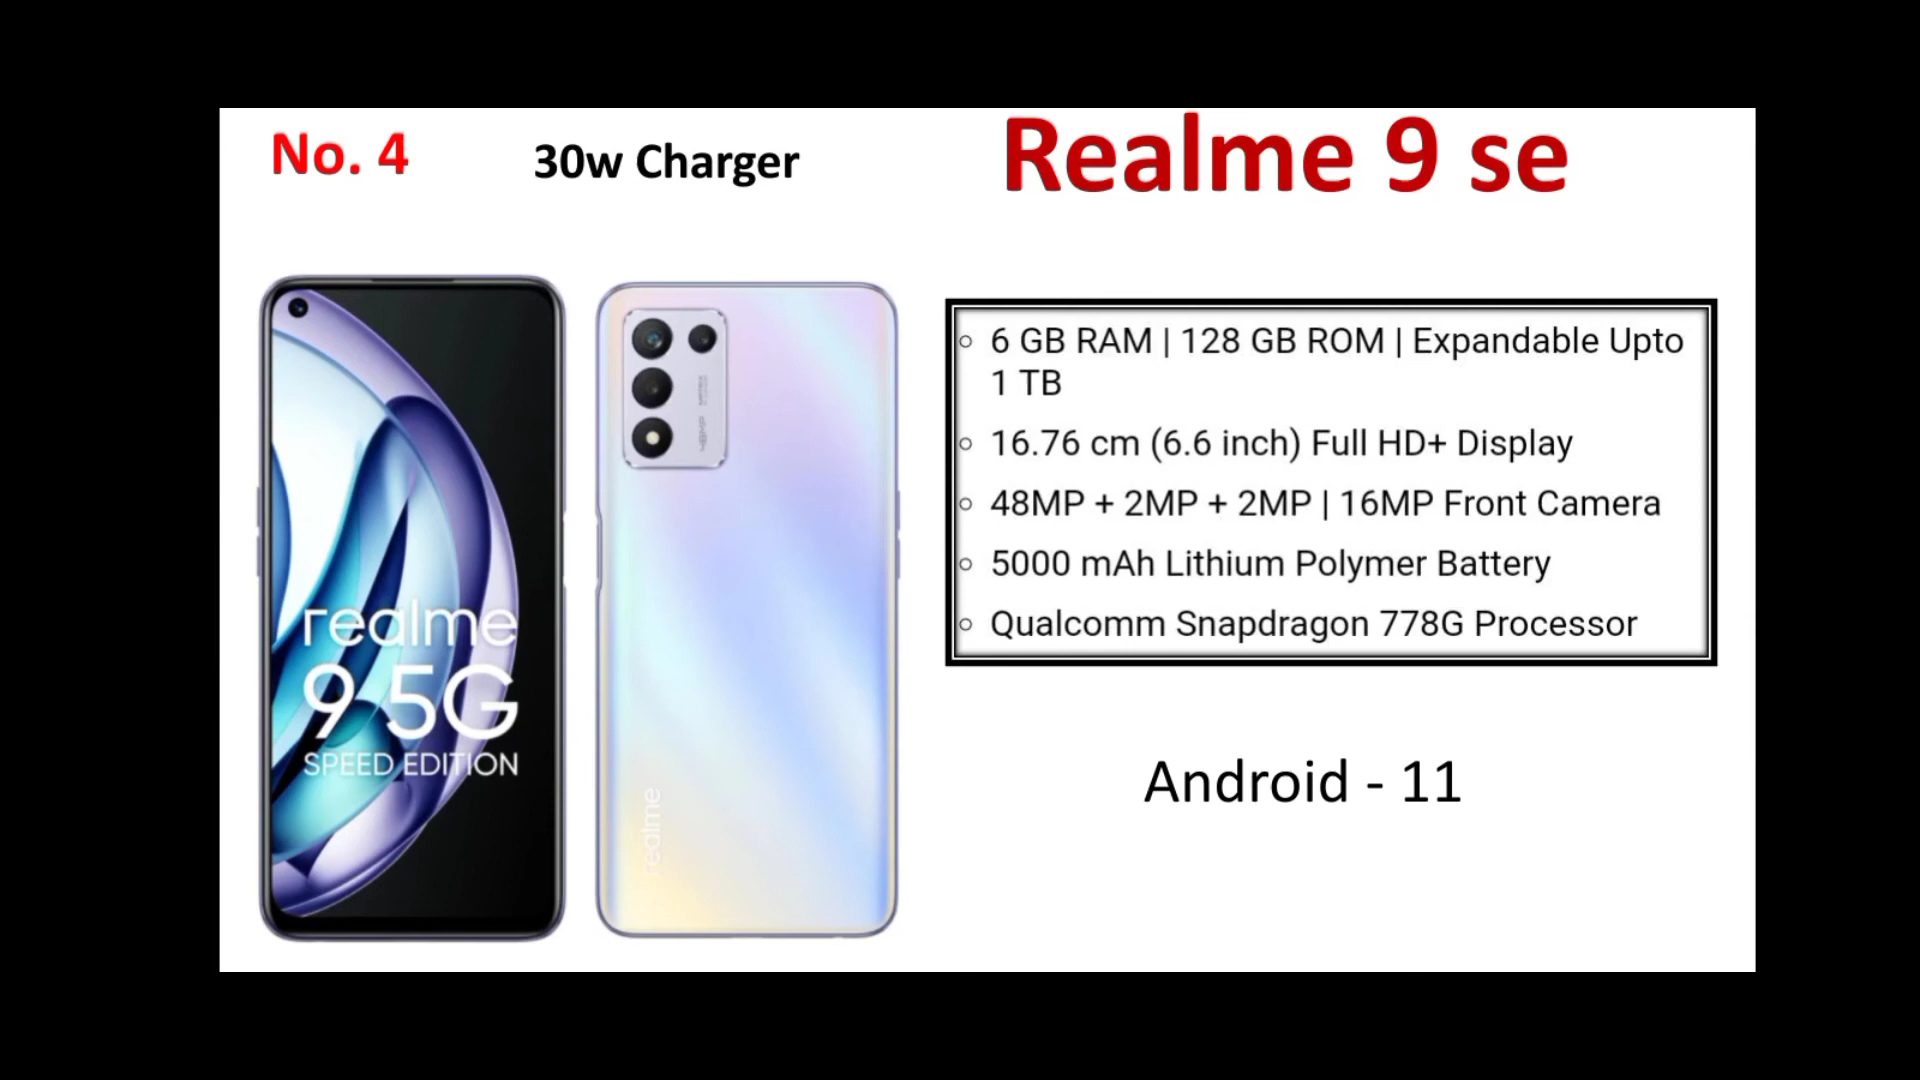 No. 4
30w Charger
Realme 9 se
realme
9 5G
SPEED EDITION
48MP MATRIX
realme
6 GB RAM | 128 GB ROM | Expandable Upto
1 TB
16.76 cm (6.6 inch) Full HD+ Display
48MP + 2MP + 2MP | 16MP Front Camera
5000 mAh Lithium Polymer Battery
Qualcomm Snapdragon 778G Processor
Android - 11